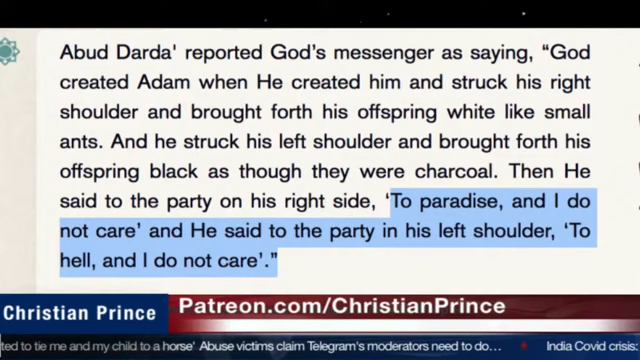 Abud Darda' reported God's messenger as saying, “God
created Adam when He created him and struck his right
shoulder and brought forth his offspring white like small
ants. And he struck his left shoulder and brought forth his
offspring black as though they were charcoal. Then He
said to the party on his right side, ‘To paradise, and I do
not care’ and He said to the party in his left shoulder, ‘To
hell, and I do not care’.”
Christian Prince
Patreon.com/ChristianPrince
ted to tie me and my child to a horse' Abuse victims claim Telegram's moderators need to do… India Covid crisis: